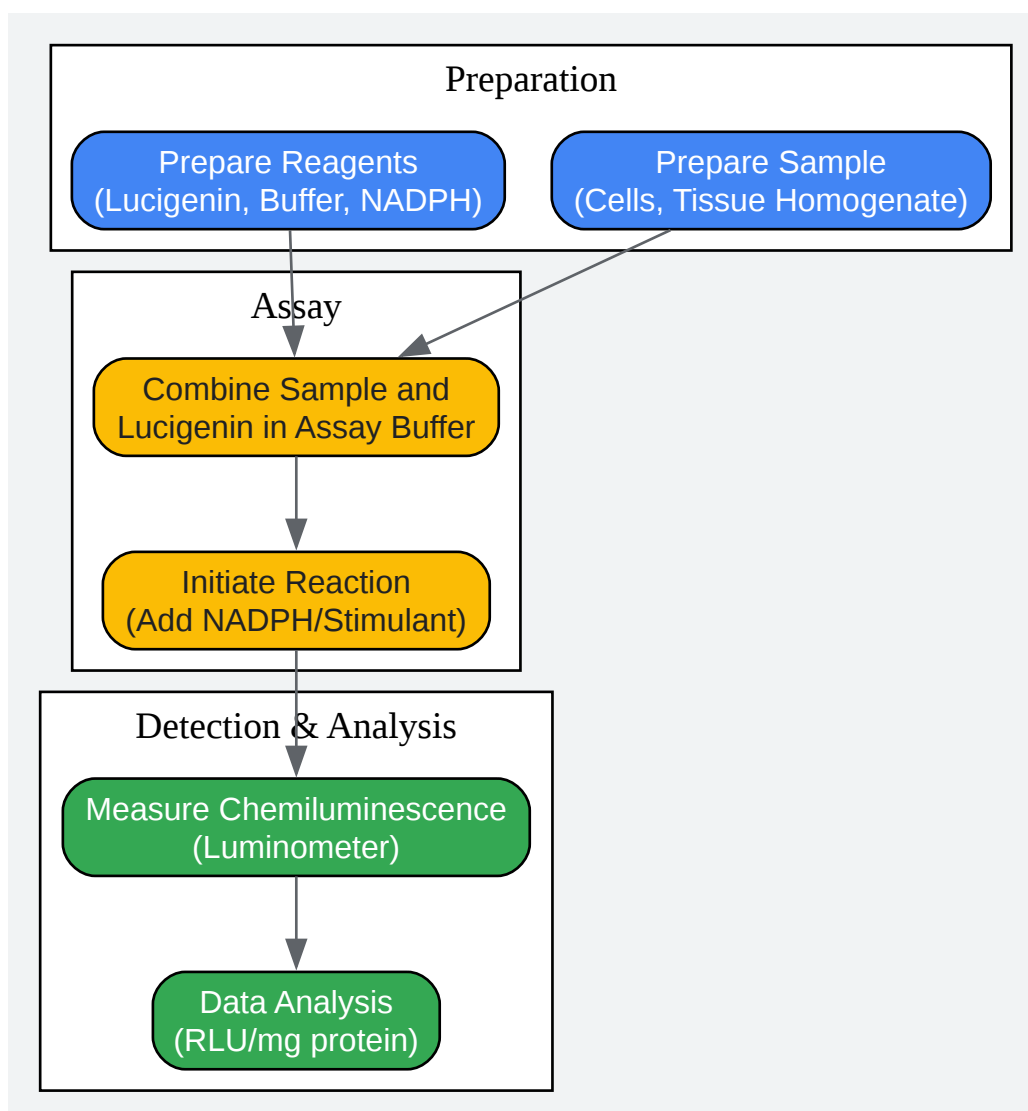 Preparation
Prepare Reagents
(Lucigenin, Buffer, NADPH)
Prepare Sample
(Cells, Tissue Homogenate)
Assay
Combine Sample and
Lucigenin in Assay Buffer
Initiate Reaction
(Add NADPH/Stimulant)
Detection & Analysis
Measure Chemiluminescence
(Luminometer)
Data Analysis
(RLU/mg protein)